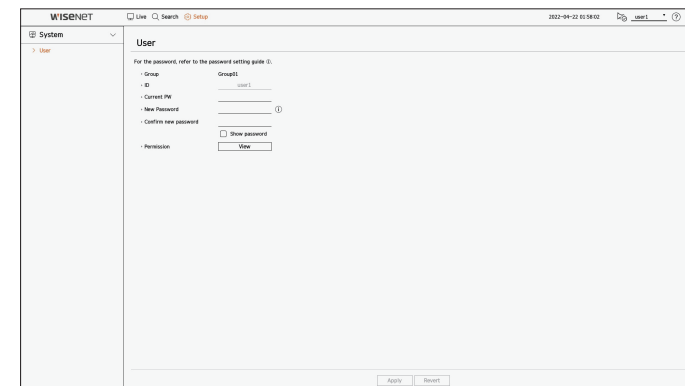 WISENET
Live Search Setup
2022-04-22 01:58:02
user1
?
System
> User
User
For the password, refer to the password setting guide ⓘ.
· Group Group01
· ID user1
· Current PW
· New Password ⓘ
· Confirm new password
Show password
· Permission View
Apply Revert